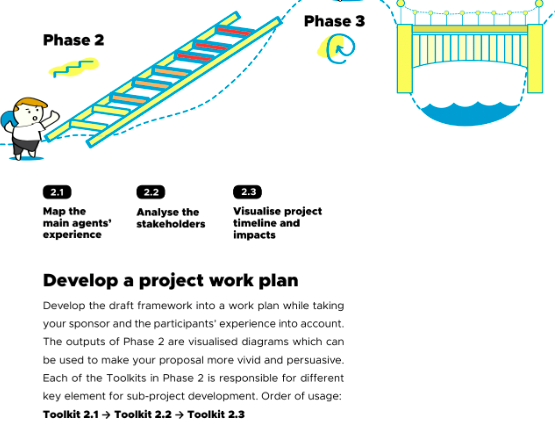 Phase 2
Phase 3
2.1
Map the
main agents'
experience
2.2
Analyse the
stakeholders
2.3
Visualise project
timeline and
impacts
Develop a project work plan
Develop the draft framework into a work plan while taking
your sponsor and the participants' experience into account.
The outputs of Phase 2 are visualised diagrams which can
be used to make your proposal more vivid and persuasive.
Each of the Toolkits in Phase 2 is responsible for different
key element for sub-project development. Order of usage:
Toolkit 2.1 → Toolkit 2.2 → Toolkit 2.3